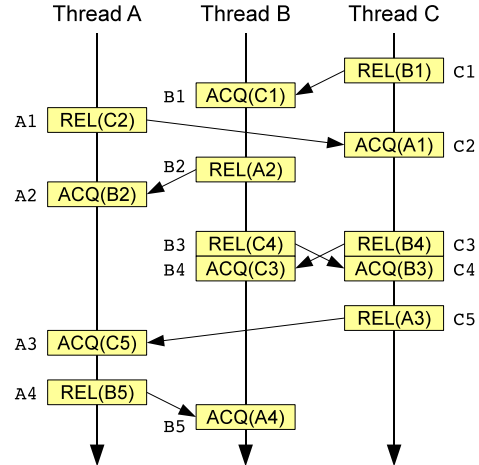 Thread A Thread B Thread C
REL(B1) C1
B1 ACQ(C1)
A1 REL(C2)
ACQ(A1) C2
B2 REL(A2)
A2 ACQ(B2)
B3 REL(C4) REL(B4) C3
B4 ACQ(C3) ACQ(B3) C4
REL(A3) C5
A3 ACQ(C5)
A4 REL(B5)
B5 ACQ(A4)